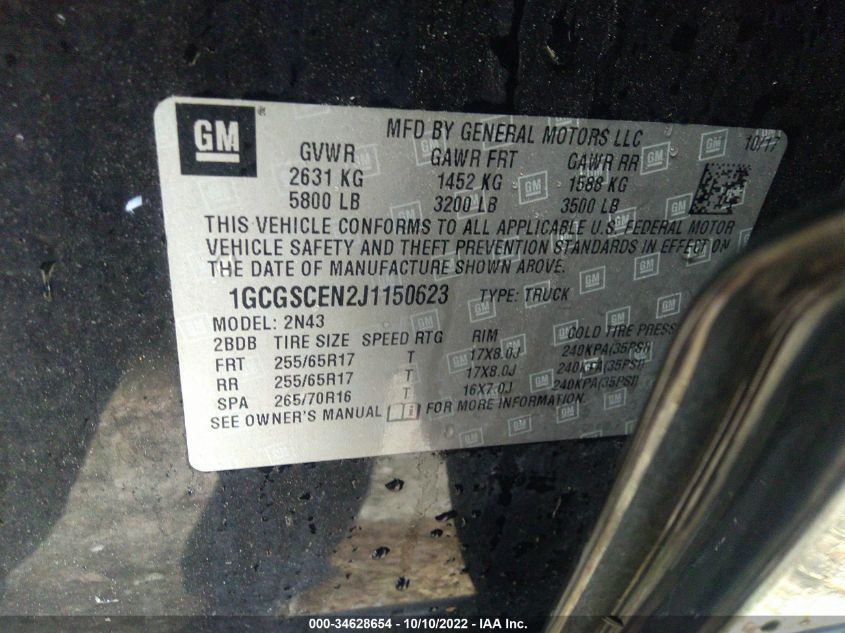 GM
MFD BY GENERAL MOTORS LLC
10/17
GVWR GAWR FRT GAWR RR
2631 KG 1452 KG 1588 KG
5800 LB 3200 LB 3500 LB
THIS VEHICLE CONFORMS TO ALL APPLICABLE U.S. FEDERAL MOTOR
VEHICLE SAFETY AND THEFT PREVENTION STANDARDS IN EFFECT ON
THE DATE OF MANUFACTURE SHOWN ABOVE.
1GCGSCEN2J1150623 TYPE: TRUCK
MODEL: 2N43
2BDB TIRE SIZE SPEED RTG RIM COLD TIRE PRESS
FRT 255/65R17 T 17X8.0J 240KPA(35PSI)
RR 255/65R17 T 17X8.0J 240KPA(35PSI)
SPA 265/70R16 T 16X7.0J 240KPA(35PSI)
SEE OWNER'S MANUAL FOR MORE INFORMATION.
000-34628654 - 10/10/2022 - IAA Inc.